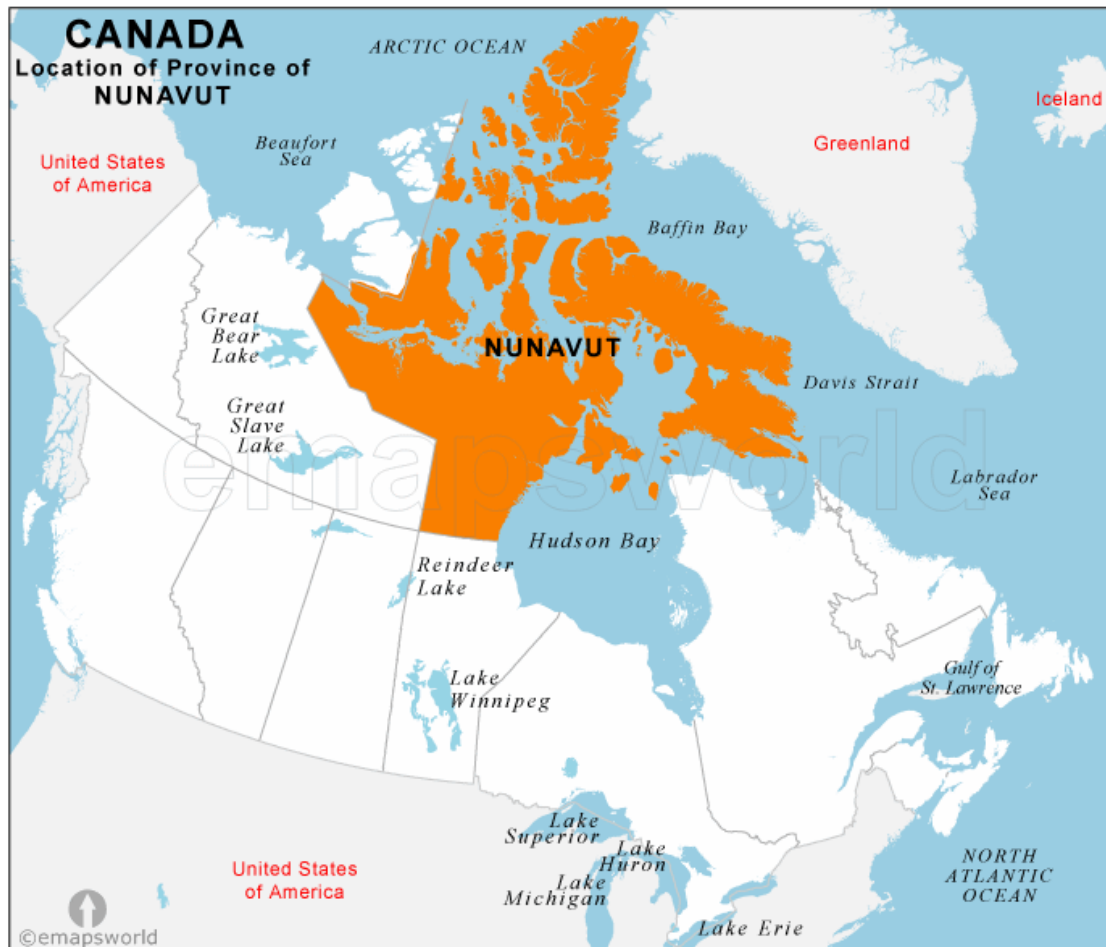 CANADA
Location of Province of
NUNAVUT
ARCTIC OCEAN
Iceland
Beaufort
Sea
Greenland
United States
of America
Baffin Bay
Great
Bear
Lake
NUNAVUT
Davis Strait
Great
Slave
Lake
emapsworld
Labrador
Sea
Hudson Bay
Reindeer
Lake
Lake
Winnipeg
Gulf of
St. Lawrence
Lake
Superior
Lake
Huron
Lake
Michigan
Lake Erie
NORTH
ATLANTIC
OCEAN
United States
of America
©emapsworld